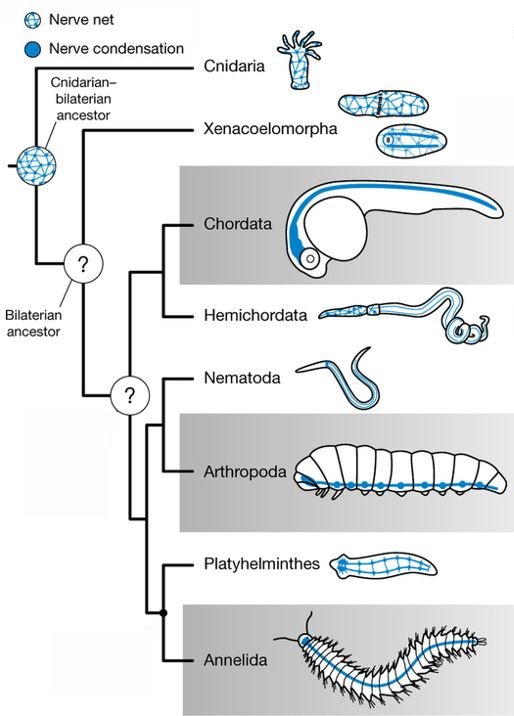 Nerve net
Nerve condensation
Cnidarian–
bilaterian
ancestor
Cnidaria
Xenacoelomorpha
Chordata
?
Bilaterian
ancestor
Hemichordata
Nematoda
?
Arthropoda
Platyhelminthes
Annelida